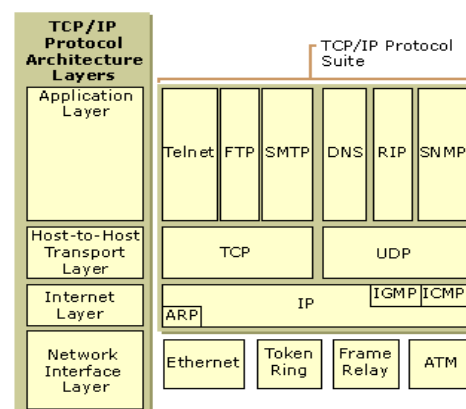 TCP/IP
Protocol
Architecture
Layers
TCP/IP Protocol
Suite
Application
Layer
Telnet FTP SMTP DNS RIP SNMP
Host-to-Host
Transport
Layer
TCP UDP
Internet
Layer
IP IGMP ICMP
ARP
Network
Interface
Layer
Ethernet
Token
Ring
Frame
Relay
ATM